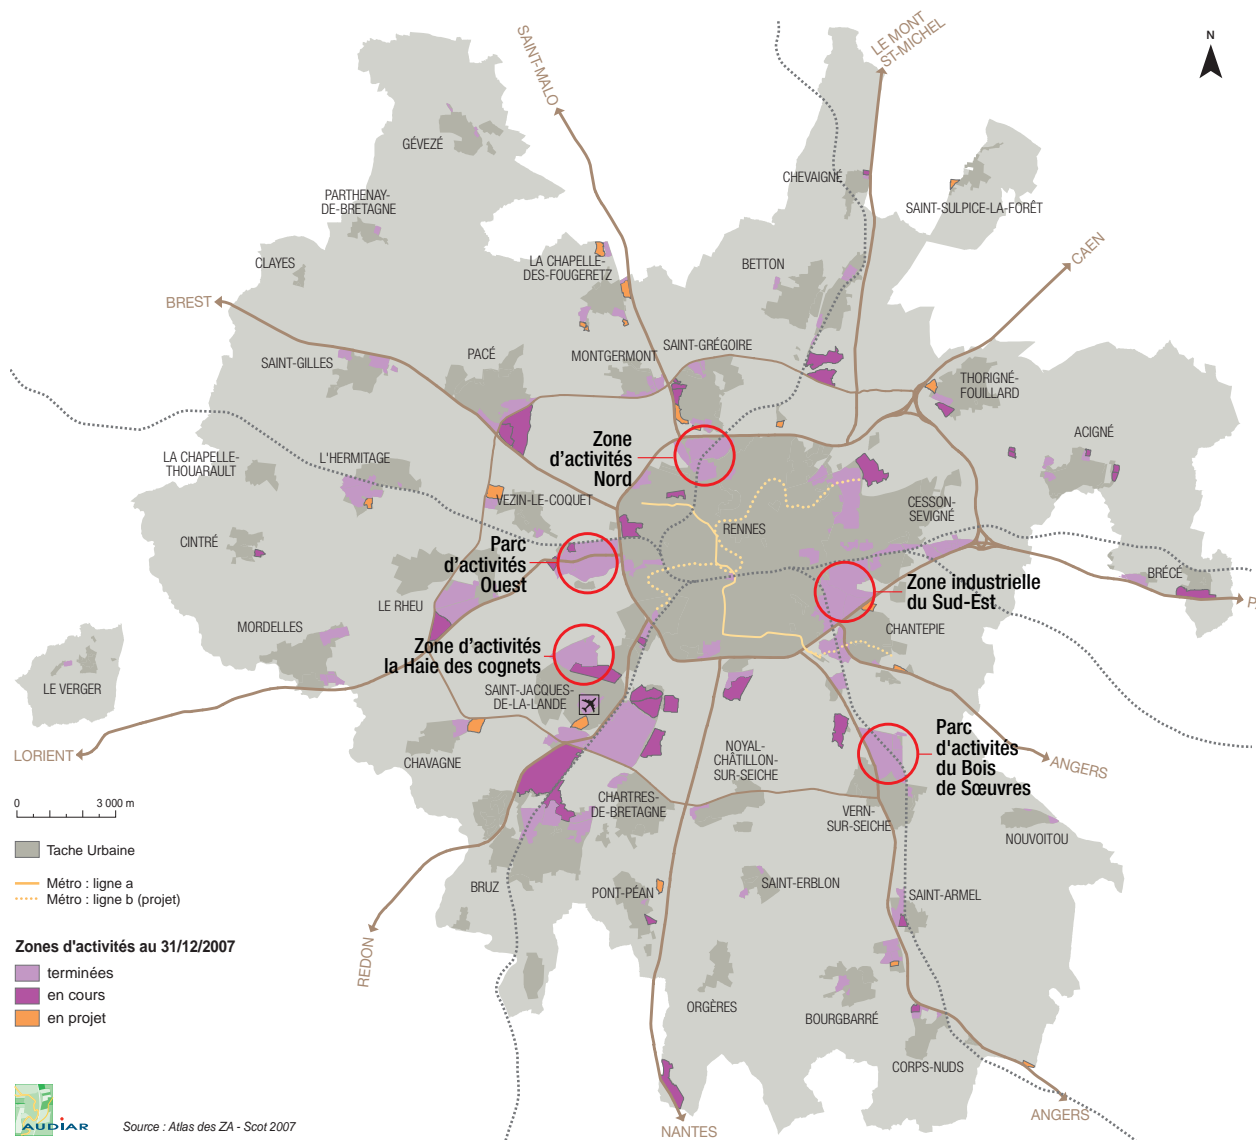 SAINT-MALO
LE MONT
ST-MICHEL
N
GÉVEZÉ
CHEVAIGNÉ
PARTHENAY-
DE-BRETAGNE
SAINT-SULPICE-LA-FORÊT
CLAYES
LA CHAPELLE-
DES-FOUGERETZ
BETTON
CAEN
BREST
SAINT-GILLES
PACÉ
MONTGERMONT
SAINT-GRÉGOIRE
THORIGNÉ-
FOUILLARD
Zone
d'activités
Nord
ACIGNÉ
LA CHAPELLE-
THOUARAULT
L'HERMITAGE
VEZIN-LE-COQUET
RENNES
CESSON-
SEVIGNÉ
CINTRÉ
Parc
d'activités
Ouest
BRÉCÉ
Zone industrielle
du Sud-Est
LE RHEU
CHANTEPIE
MORDELLES
Zone d'activités
la Haie des cognets
LE VERGER
SAINT-JACQUES-
DE-LA-LANDE
LORIENT
CHAVAGNE
NOYAL-
CHÂTILLON-
SUR-SEICHE
Parc
d'activités
du Bois
de Sœuvres
ANGERS
CHARTRES-
DE-BRETAGNE
VERN-
SUR-SEICHE
NOUVOITOU
BRUZ
PONT-PÉAN
SAINT-ERBLON
SAINT-ARMEL
REDON
ORGÈRES
BOURGBARRÉ
CORPS-NUDS
NANTES
ANGERS
0 3 000 m
Tache Urbaine
Métro : ligne a
Métro : ligne b (projet)
Zones d'activités au 31/12/2007
terminées
en cours
en projet
AUDIAR
Source : Atlas des ZA - Scot 2007